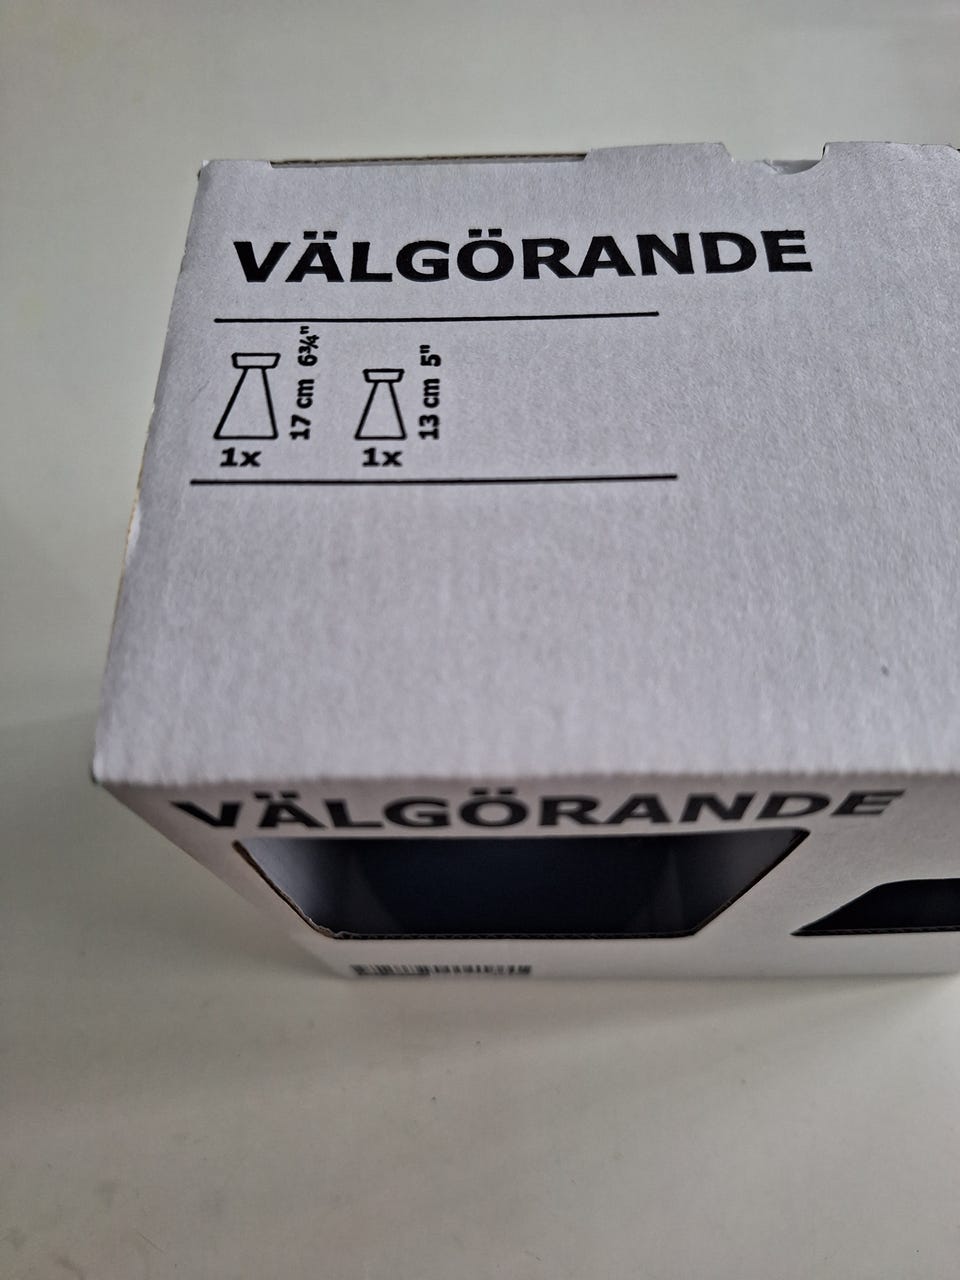 VÄLGÖRANDE
17 cm 6¾" 13 cm 5"
1x 1x
VÄLGÖRANDE